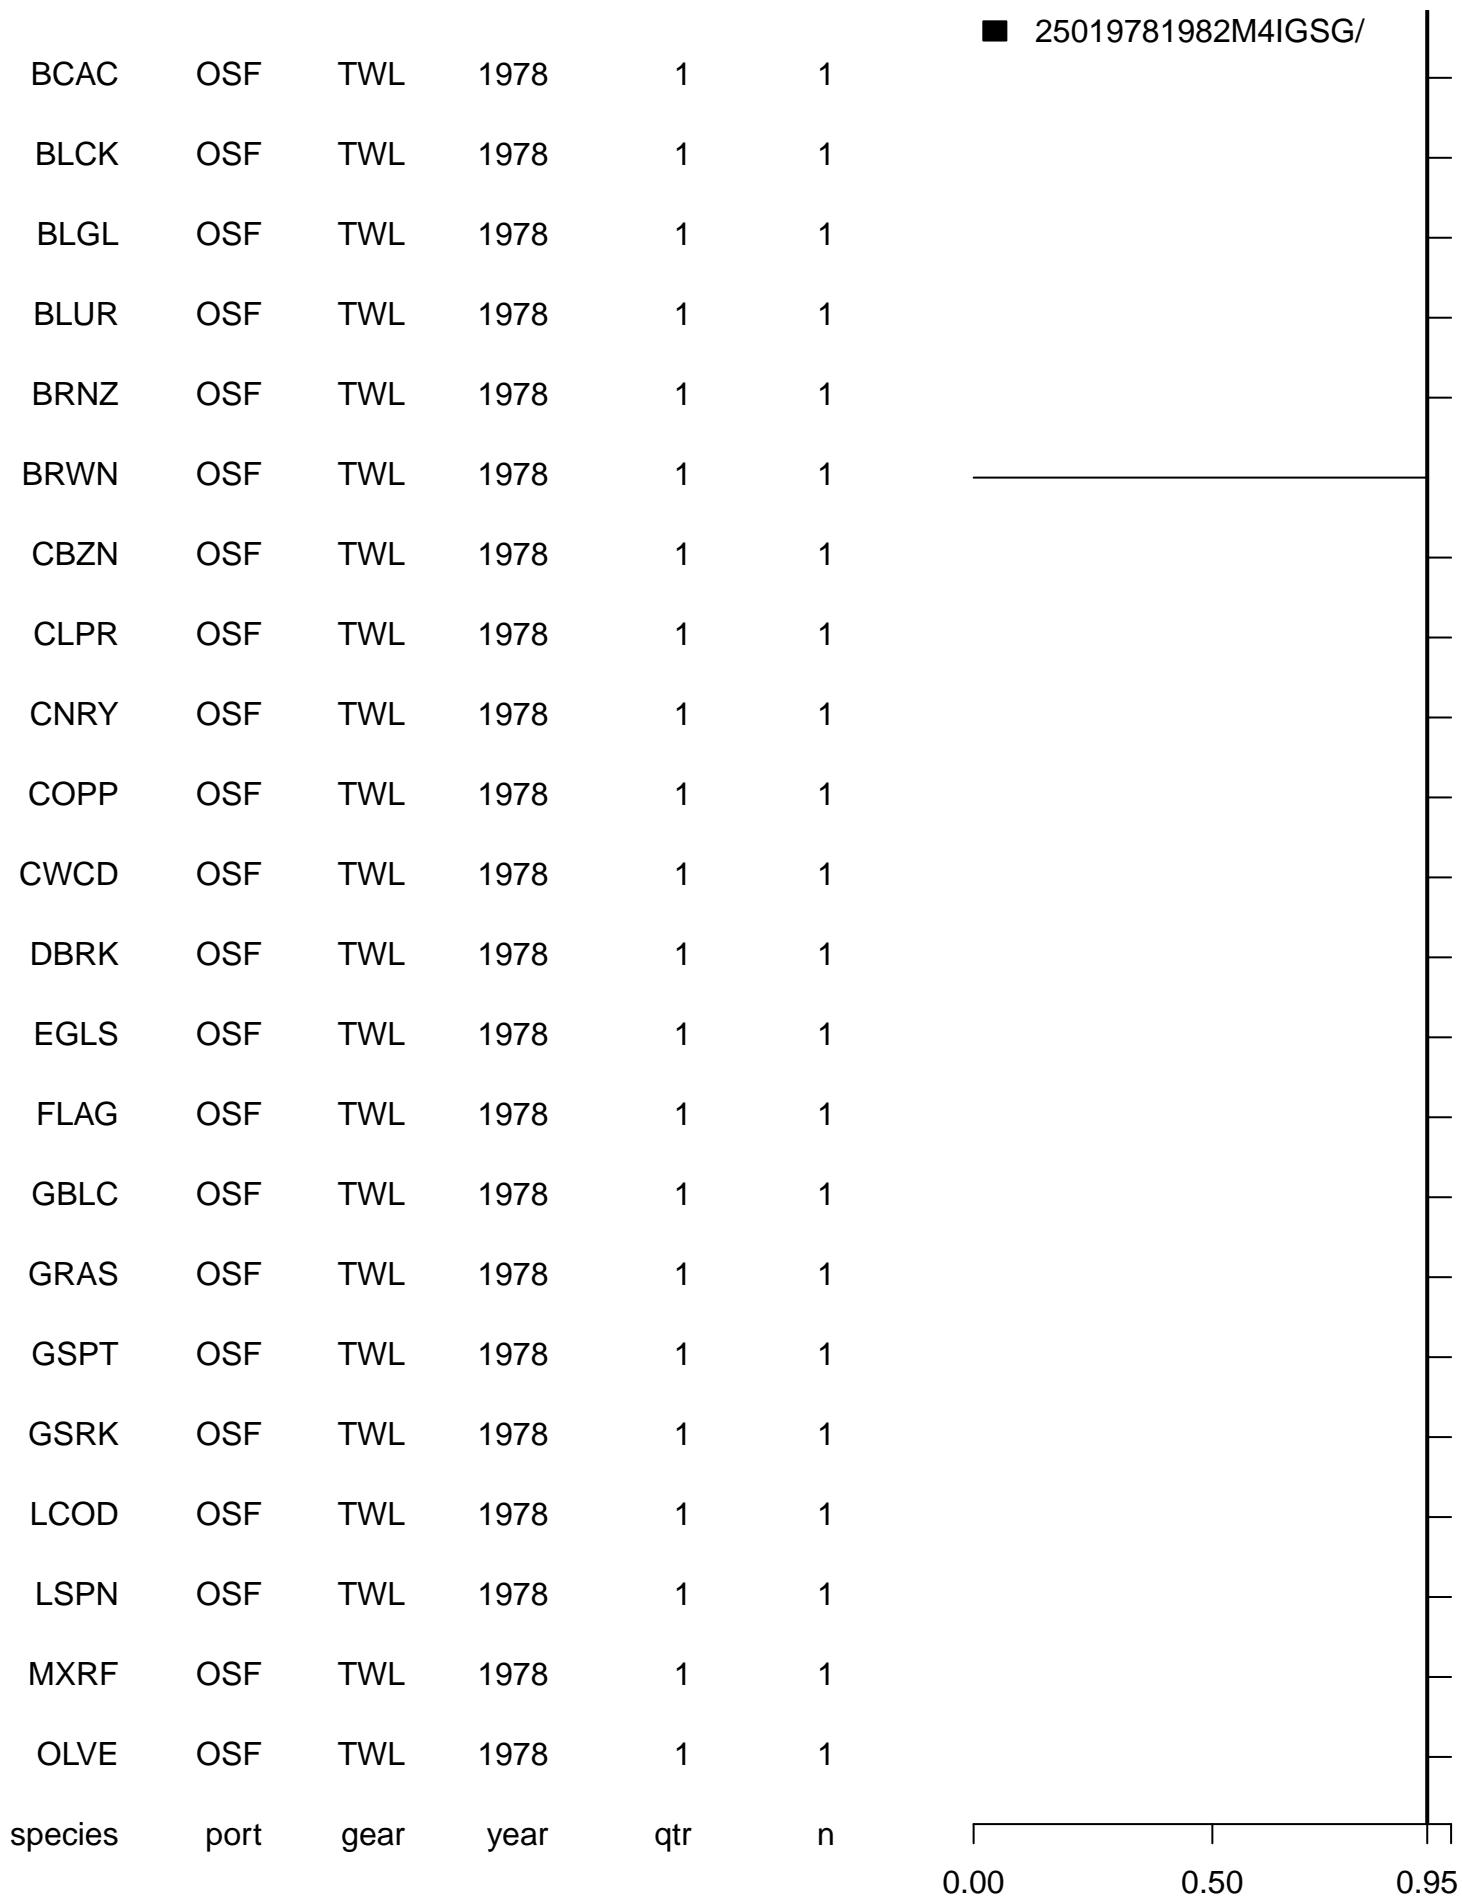 25019781982M4IGSG/
BCAC OSF TWL 1978 1 1
BLCK OSF TWL 1978 1 1
BLGL OSF TWL 1978 1 1
BLUR OSF TWL 1978 1 1
BRNZ OSF TWL 1978 1 1
BRWN OSF TWL 1978 1 1
CBZN OSF TWL 1978 1 1
CLPR OSF TWL 1978 1 1
CNRY OSF TWL 1978 1 1
COPP OSF TWL 1978 1 1
CWCD OSF TWL 1978 1 1
DBRK OSF TWL 1978 1 1
EGLS OSF TWL 1978 1 1
FLAG OSF TWL 1978 1 1
GBLC OSF TWL 1978 1 1
GRAS OSF TWL 1978 1 1
GSPT OSF TWL 1978 1 1
GSRK OSF TWL 1978 1 1
LCOD OSF TWL 1978 1 1
LSPN OSF TWL 1978 1 1
MXRF OSF TWL 1978 1 1
OLVE OSF TWL 1978 1 1
species port gear year qtr n
0.00 0.50 0.95